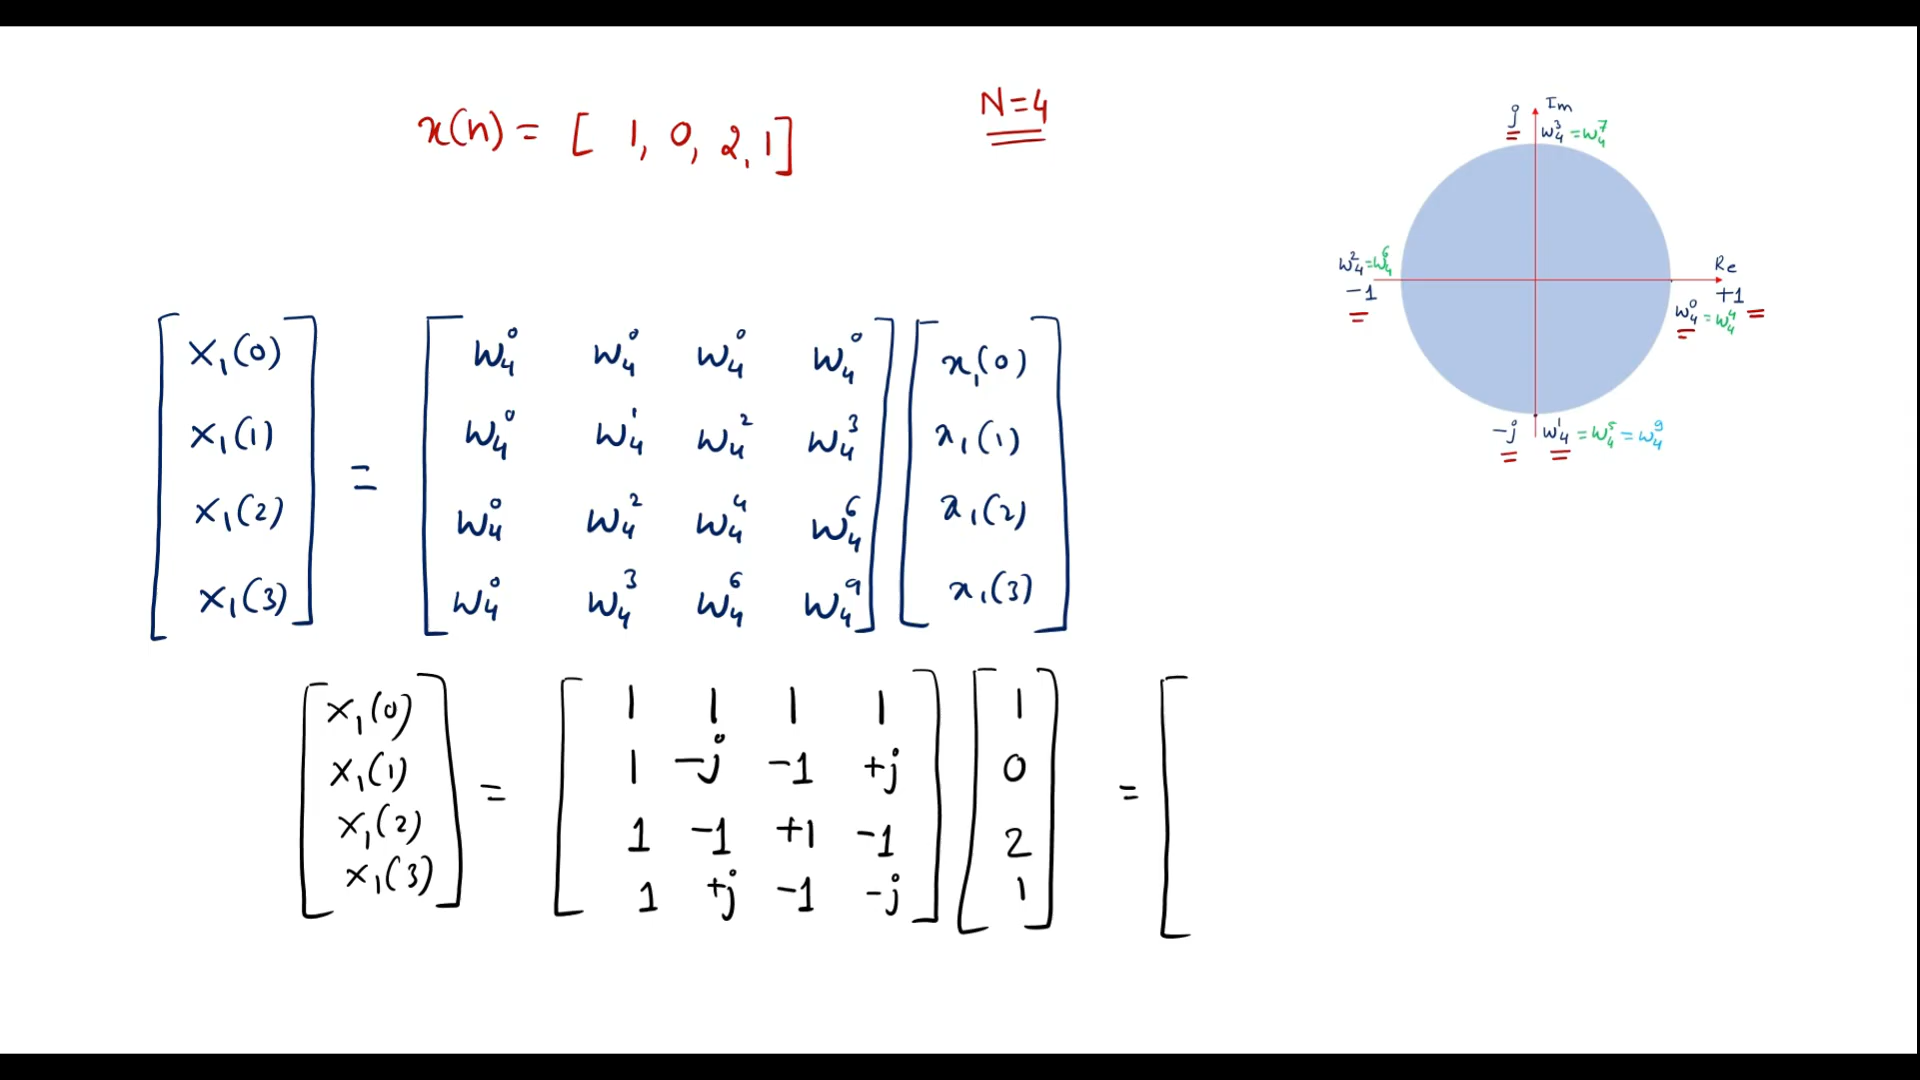 x(n) = [ 1, 0, 2, 1]
N=4
j Im
W₄³ = W₄⁷
W₄² = W₄⁶
-1
Re
+1
W₄⁰ = W₄⁴
-j W₄¹ = W₄⁵ = W₄⁹
X₁(0) W₄⁰ W₄⁰ W₄⁰ W₄⁰ x₁(0)
X₁(1) W₄⁰ W₄¹ W₄² W₄³ x₁(1)
=
X₁(2) W₄⁰ W₄² W₄⁴ W₄⁶ x₁(2)
X₁(3) W₄⁰ W₄³ W₄⁶ W₄⁹ x₁(3)
X₁(0) 1 1 1 1 1
X₁(1) 1 -j -1 +j 0
= =
X₁(2) 1 -1 +1 -1 2
X₁(3) 1 +j -1 -j 1